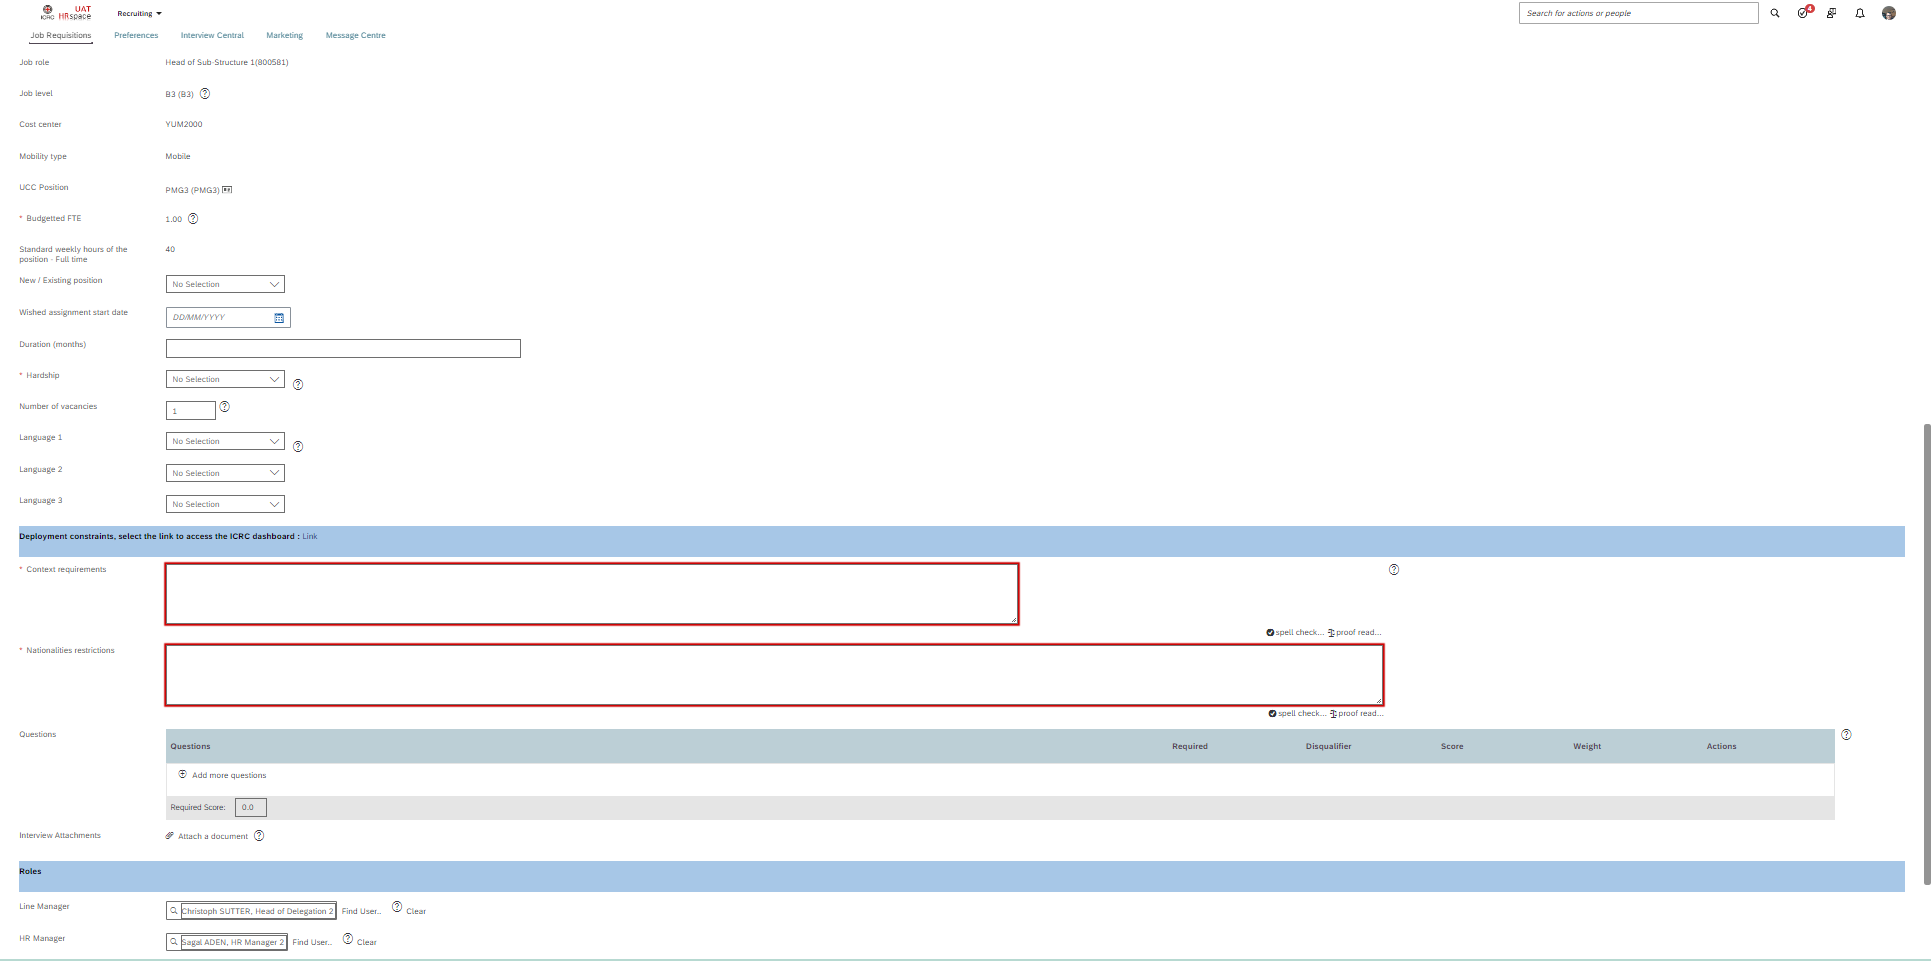 ICRC
UAT
HRspace
Recruiting
Search for actions or people
4
Job Requisitions
Preferences
Interview Central
Marketing
Message Centre
Job role
Head of Sub-Structure 1(800581)
Job level
B3 (B3)
Cost center
YUM2000
Mobility type
Mobile
UCC Position
PMG3 (PMG3)
* Budgetted FTE
1.00
Standard weekly hours of the
position - Full time
40
New / Existing position
No Selection
Wished assignment start date
DD/MM/YYYY
Duration (months)
* Hardship
No Selection
Number of vacancies
1
Language 1
No Selection
Language 2
No Selection
Language 3
No Selection
Deployment constraints, select the link to access the ICRC dashboard : Link
* Context requirements
spell check... proof read...
* Nationalities restrictions
spell check... proof read...
Questions
Questions
Required
Disqualifier
Score
Weight
Actions
Add more questions
Required Score: 0.0
Interview Attachments
Attach a document
Roles
Line Manager
Christoph SUTTER, Head of Delegation 2
Find User..
Clear
HR Manager
Sagal ADEN, HR Manager 2
Find User..
Clear